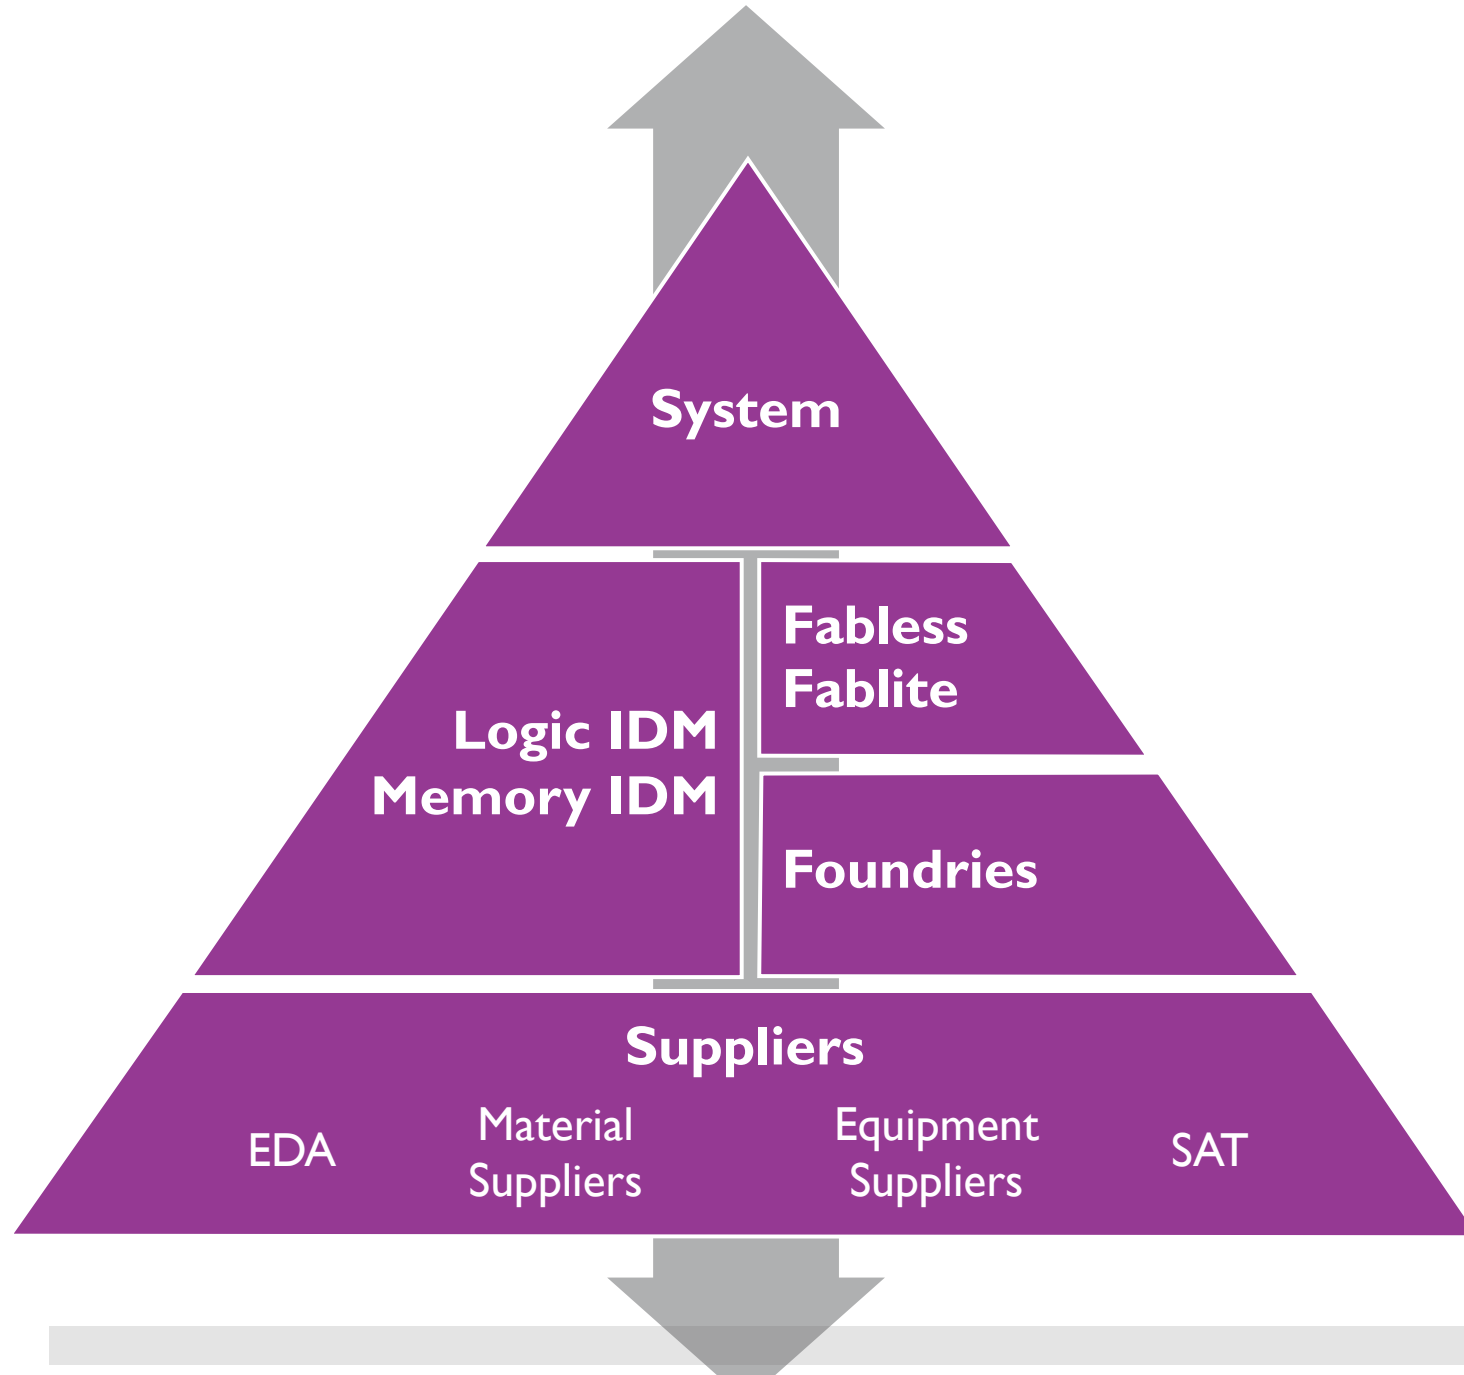 System
Logic IDM
Memory IDM
Fabless
Fablite
Foundries
Suppliers
EDA
Material
Suppliers
Equipment
Suppliers
SAT